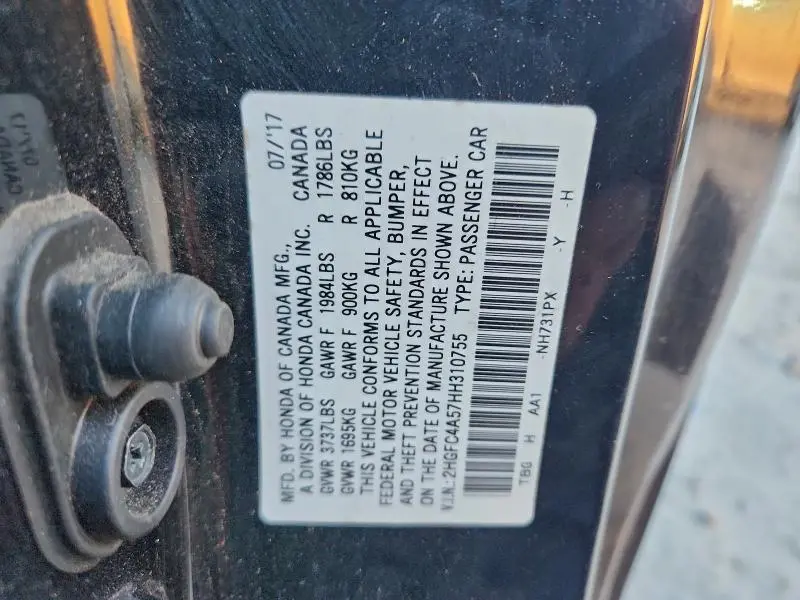 MFD. BY HONDA OF CANADA MFG., 07/'17
A DIVISION OF HONDA CANADA INC. CANADA
GVWR 3737LBS GAWR F 1984LBS R 1786LBS
GVWR 1695KG GAWR F 900KG R 810KG
THIS VEHICLE CONFORMS TO ALL APPLICABLE
FEDERAL MOTOR VEHICLE SAFETY, BUMPER,
AND THEFT PREVENTION STANDARDS IN EFFECT
ON THE DATE OF MANUFACTURE SHOWN ABOVE.
V.I.N.: 2HGFC4A57HH310755 TYPE: PASSENGER CAR
TBG H AA1 -NH731PX -Y -H